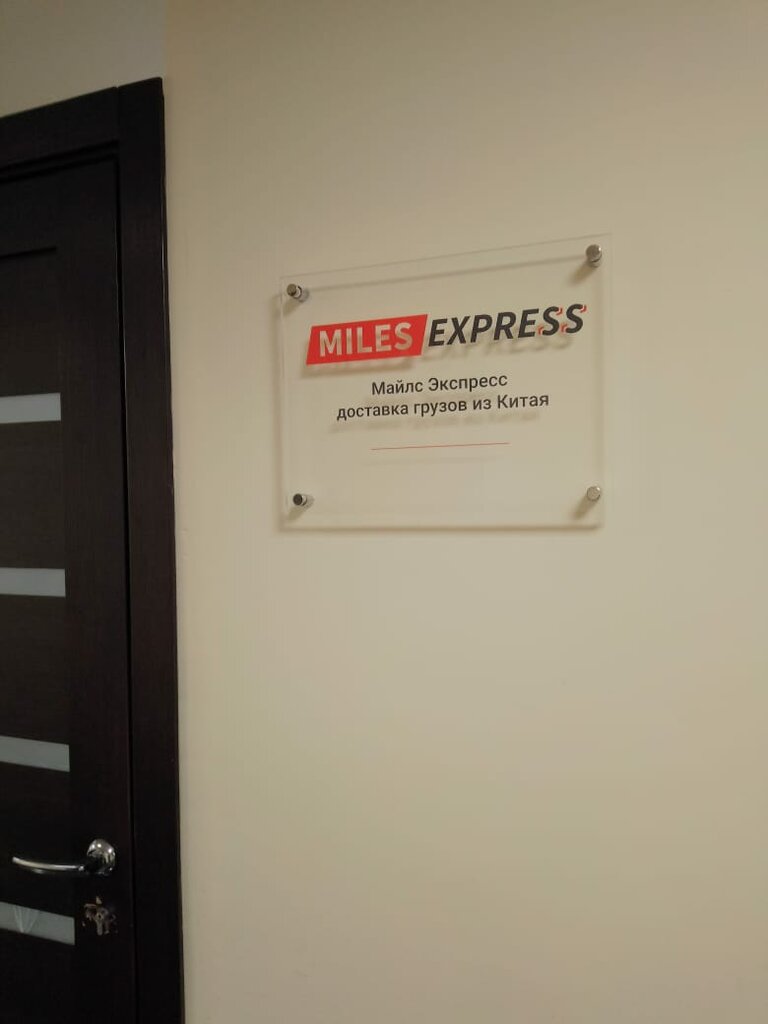 MILES EXPRESS
Майлс Экспресс
доставка грузов из Китая